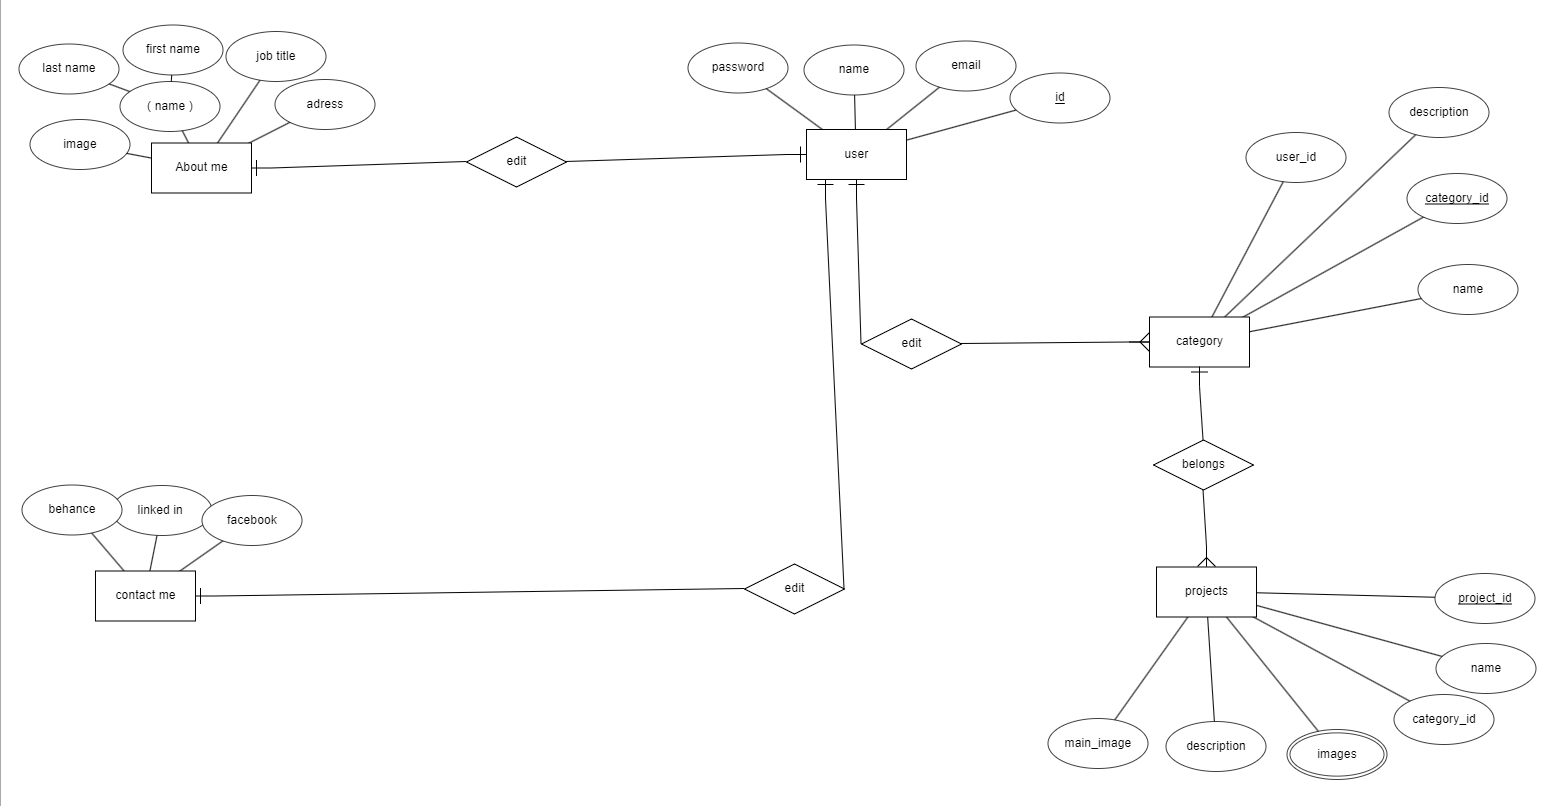 first name
last name
job title
( name )
adress
image
About me
edit
password
name
email
id
user
description
user_id
category_id
name
edit
category
belongs
behance
linked in
facebook
contact me
edit
projects
project_id
name
category_id
main_image
description
images